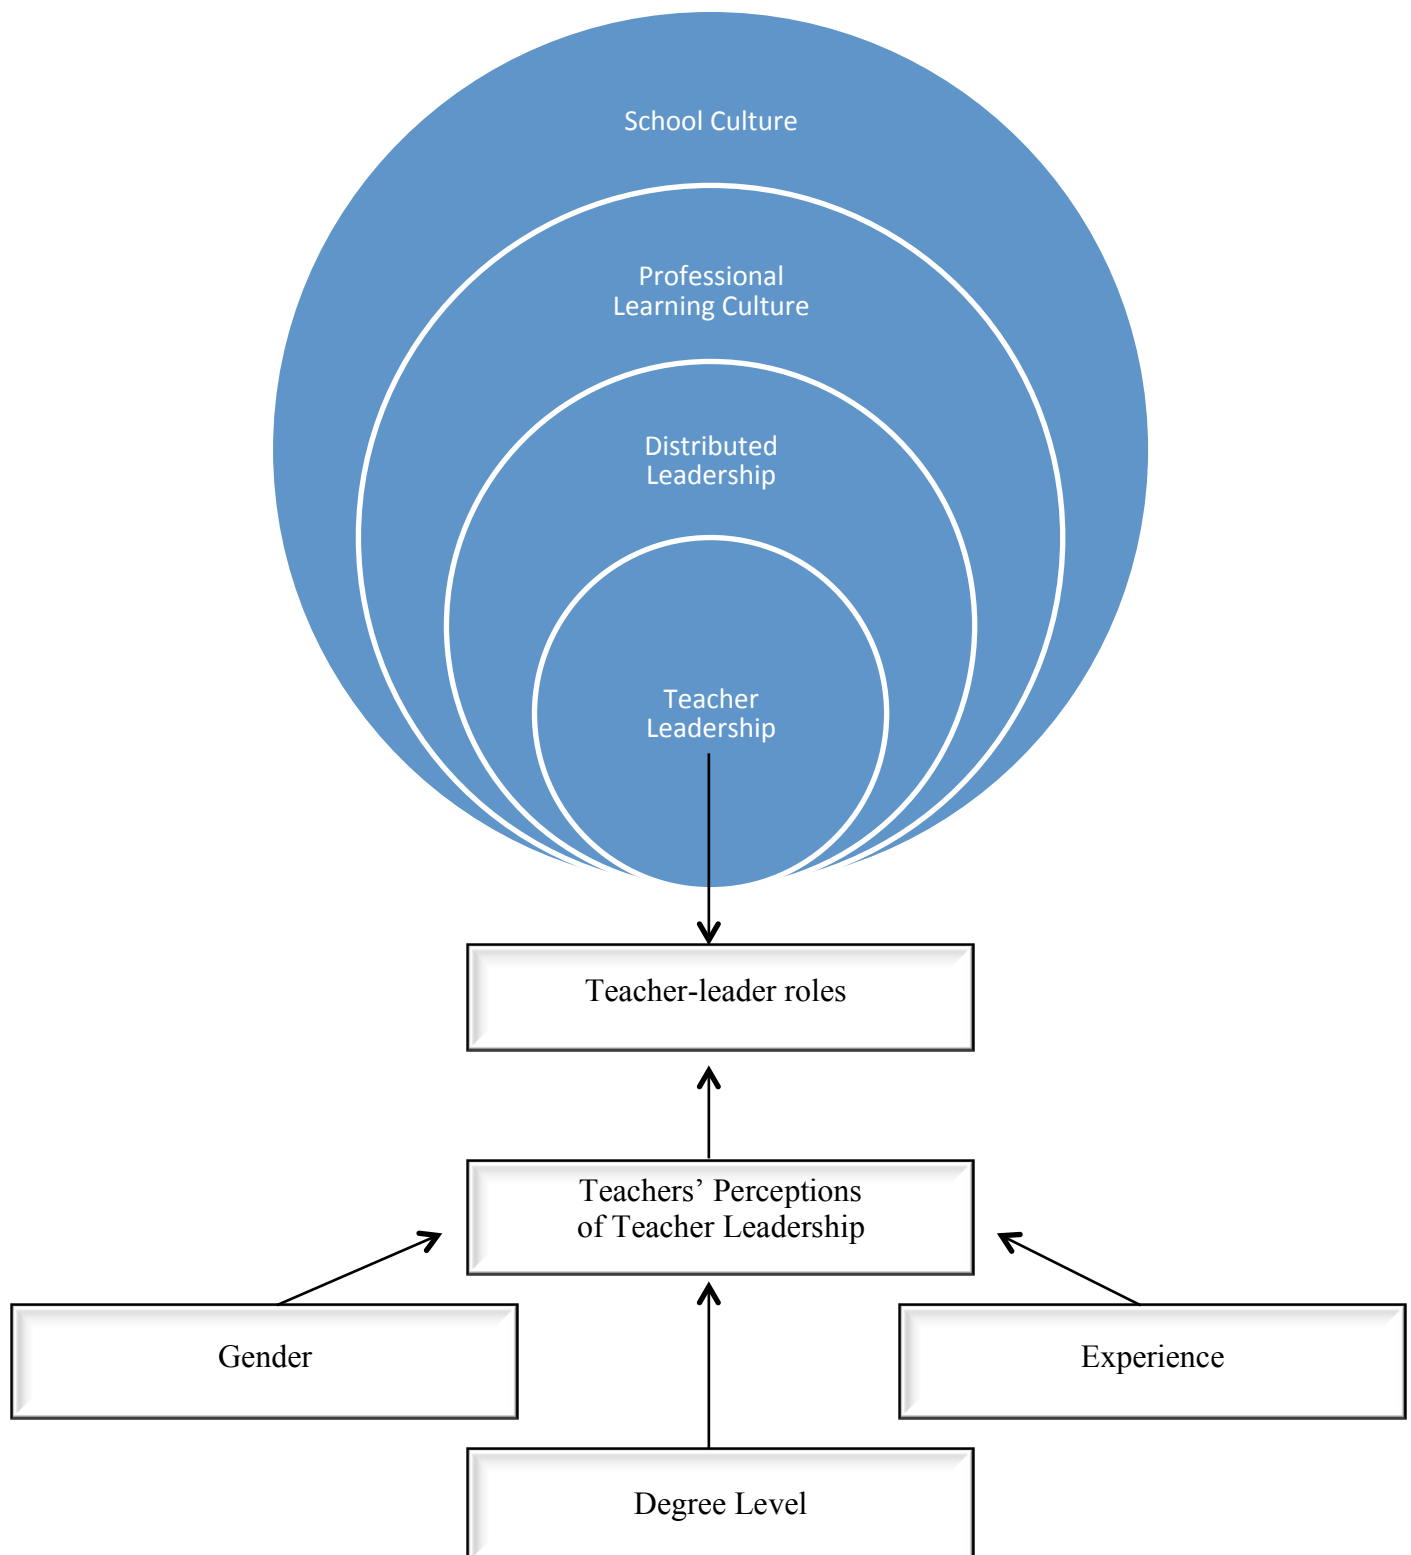 School Culture
Professional
Learning Culture
Distributed
Leadership
Teacher
Leadership
Teacher-leader roles
Teachers’ Perceptions
of Teacher Leadership
Gender
Experience
Degree Level